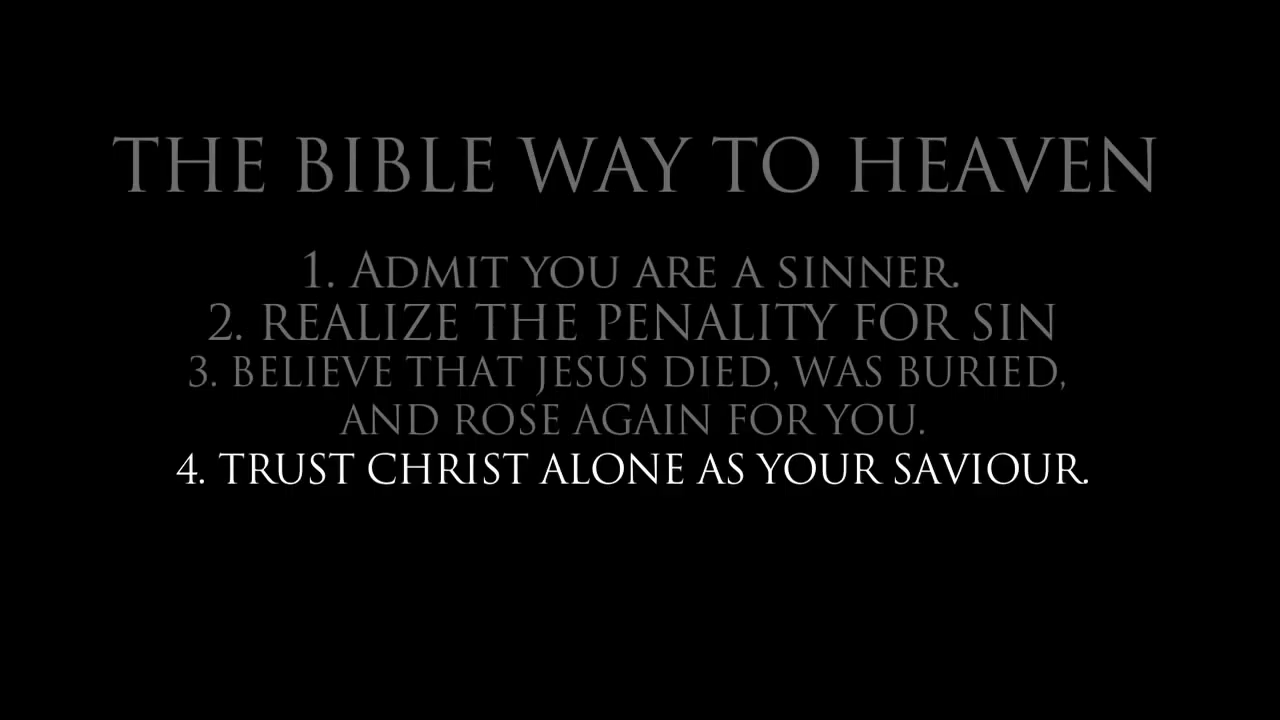 THE BIBLE WAY TO HEAVEN
1. ADMIT YOU ARE A SINNER.
2. REALIZE THE PENALITY FOR SIN
3. BELIEVE THAT JESUS DIED, WAS BURIED,
AND ROSE AGAIN FOR YOU.
4. TRUST CHRIST ALONE AS YOUR SAVIOUR.